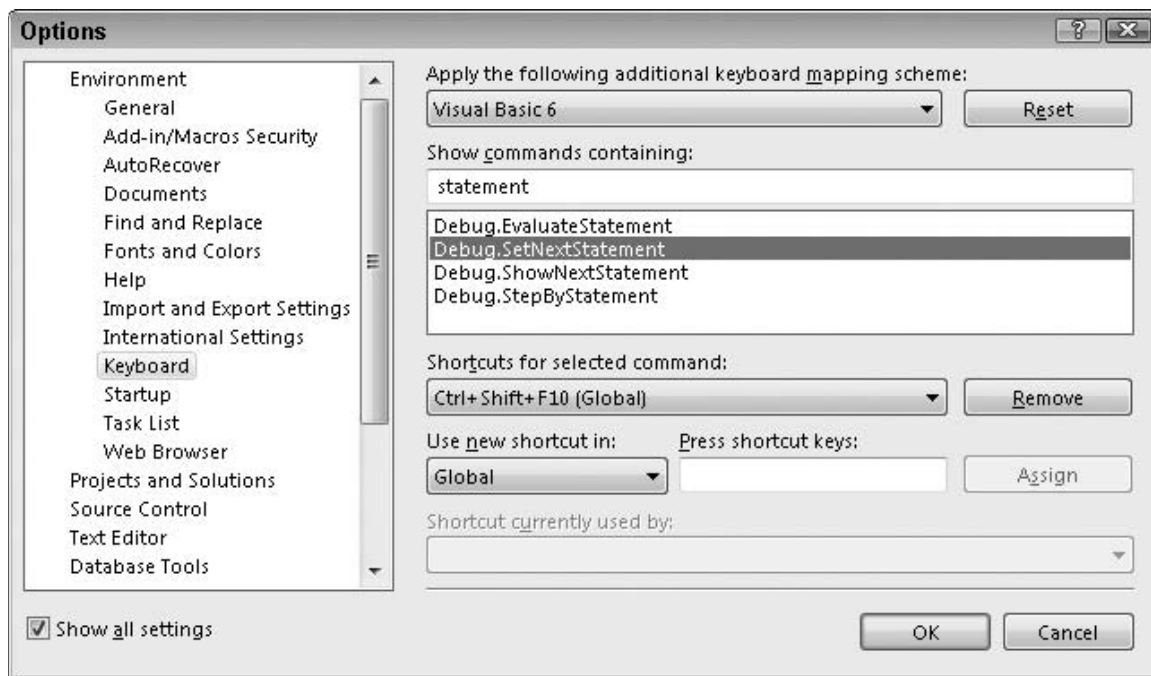 Options
Environment
General
Add-in/Macros Security
AutoRecover
Documents
Find and Replace
Fonts and Colors
Help
Import and Export Settings
International Settings
Keyboard
Startup
Task List
Web Browser
Projects and Solutions
Source Control
Text Editor
Database Tools
Show all settings
Apply the following additional keyboard mapping scheme:
Visual Basic 6
Reset
Show commands containing:
statement
Debug.EvaluateStatement
Debug.SetNextStatement
Debug.ShowNextStatement
Debug.StepByStatement
Shortcuts for selected command:
Ctrl+Shift+F10 (Global)
Remove
Use new shortcut in:
Press shortcut keys:
Global
Assign
Shortcut currently used by:
OK
Cancel